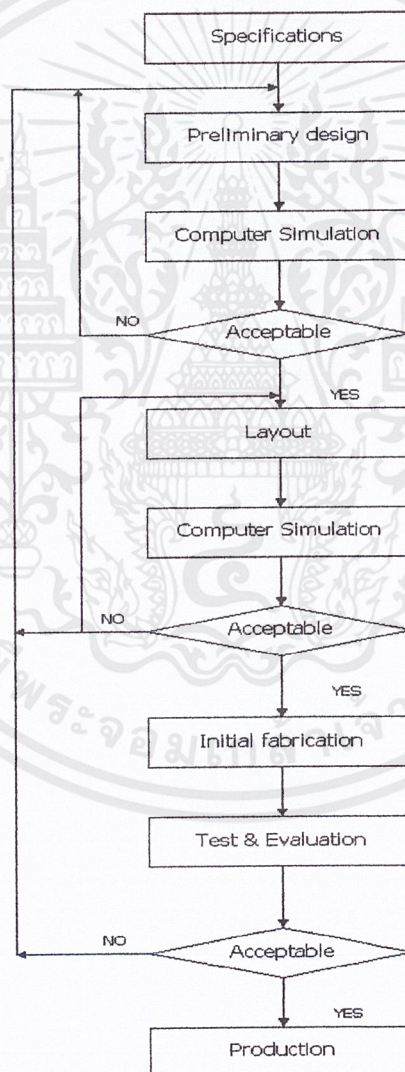 Specifications
Preliminary design
Computer Simulation
NO
Acceptable
YES
Layout
Computer Simulation
NO
Acceptable
YES
Initial fabrication
Test & Evaluation
NO
Acceptable
YES
Production